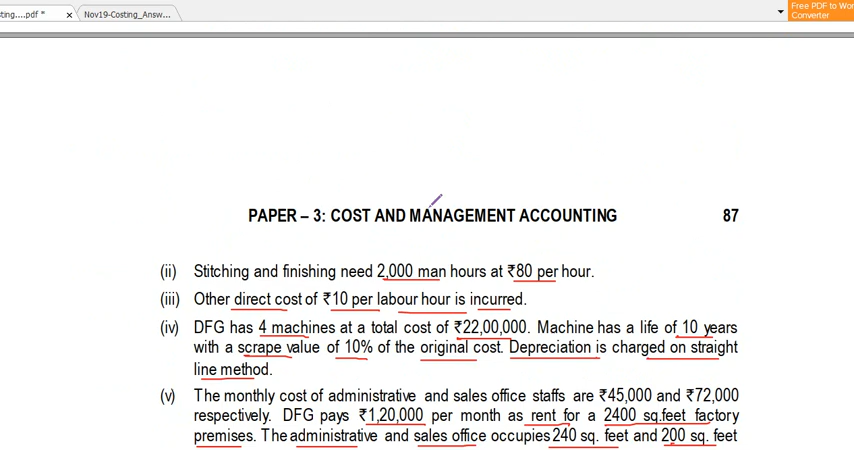 Free PDF to Wor
Converter
sting....pdf * x Nov19-Costing_Answ...
PAPER – 3: COST AND MANAGEMENT ACCOUNTING 87
(ii) Stitching and finishing need 2,000 man hours at ₹80 per hour.
(iii) Other direct cost of ₹10 per labour hour is incurred.
(iv) DFG has 4 machines at a total cost of ₹22,00,000. Machine has a life of 10 years
with a scrape value of 10% of the original cost. Depreciation is charged on straight
line method.
(v) The monthly cost of administrative and sales office staffs are ₹45,000 and ₹72,000
respectively. DFG pays ₹1,20,000 per month as rent for a 2400 sq.feet factory
premises. The administrative and sales office occupies 240 sq. feet and 200 sq. feet